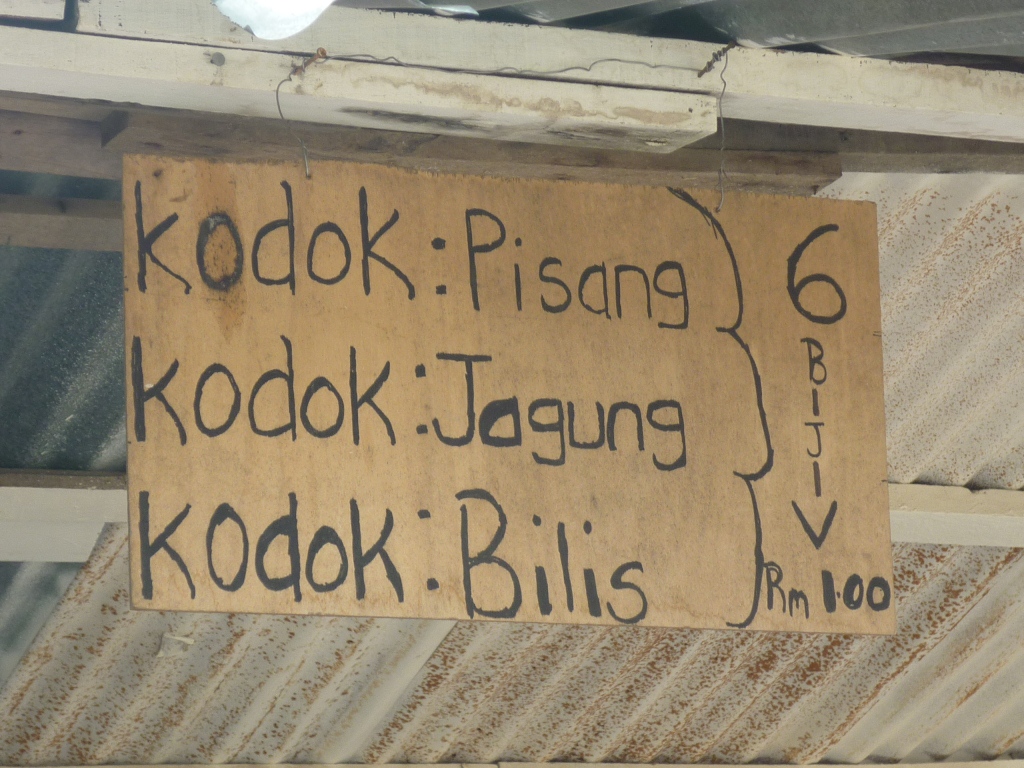 Kodok : Pisang
Kodok : Jagung
Kodok : Bilis
6
BIJI
Rm 1.00